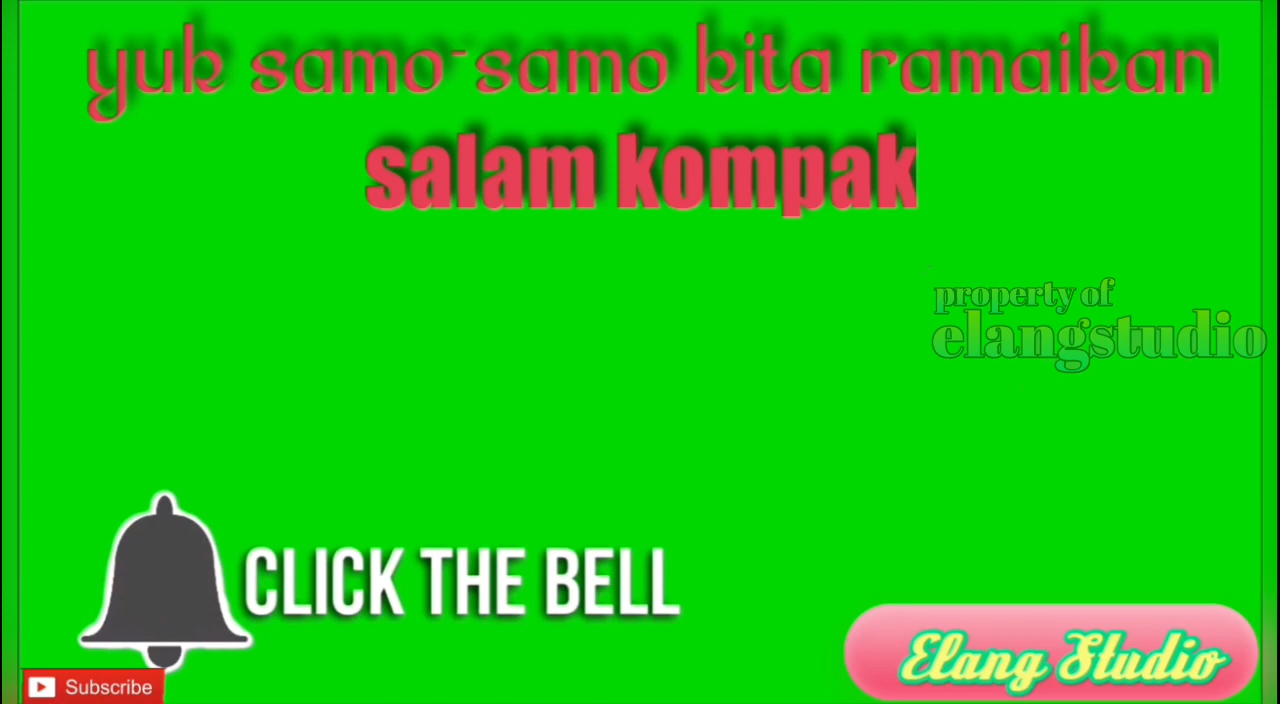 yuk samo-samo kita ramaikan
salam kompak
property of
elangstudio
CLICK THE BELL
Elang Studio
Subscribe